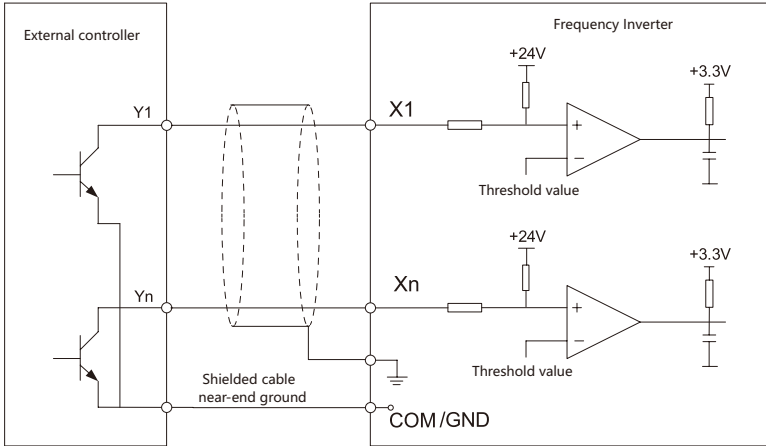 External controller
Frequency Inverter
+24V
+3.3V
Y1
X1
+
−
Threshold value
+24V
+3.3V
Yn
Xn
+
−
Threshold value
Shielded cable
near-end ground
COM/GND